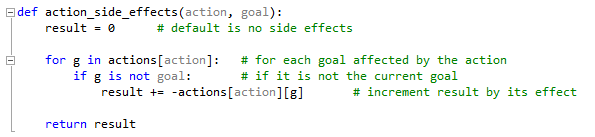 def action_side_effects(action, goal):
    result = 0      # default is no side effects
    for g in actions[action]:   # for each goal affected by the action
        if g is not goal:       # if it is not the current goal
            result += -actions[action][g]      # increment result by its effect
    return result